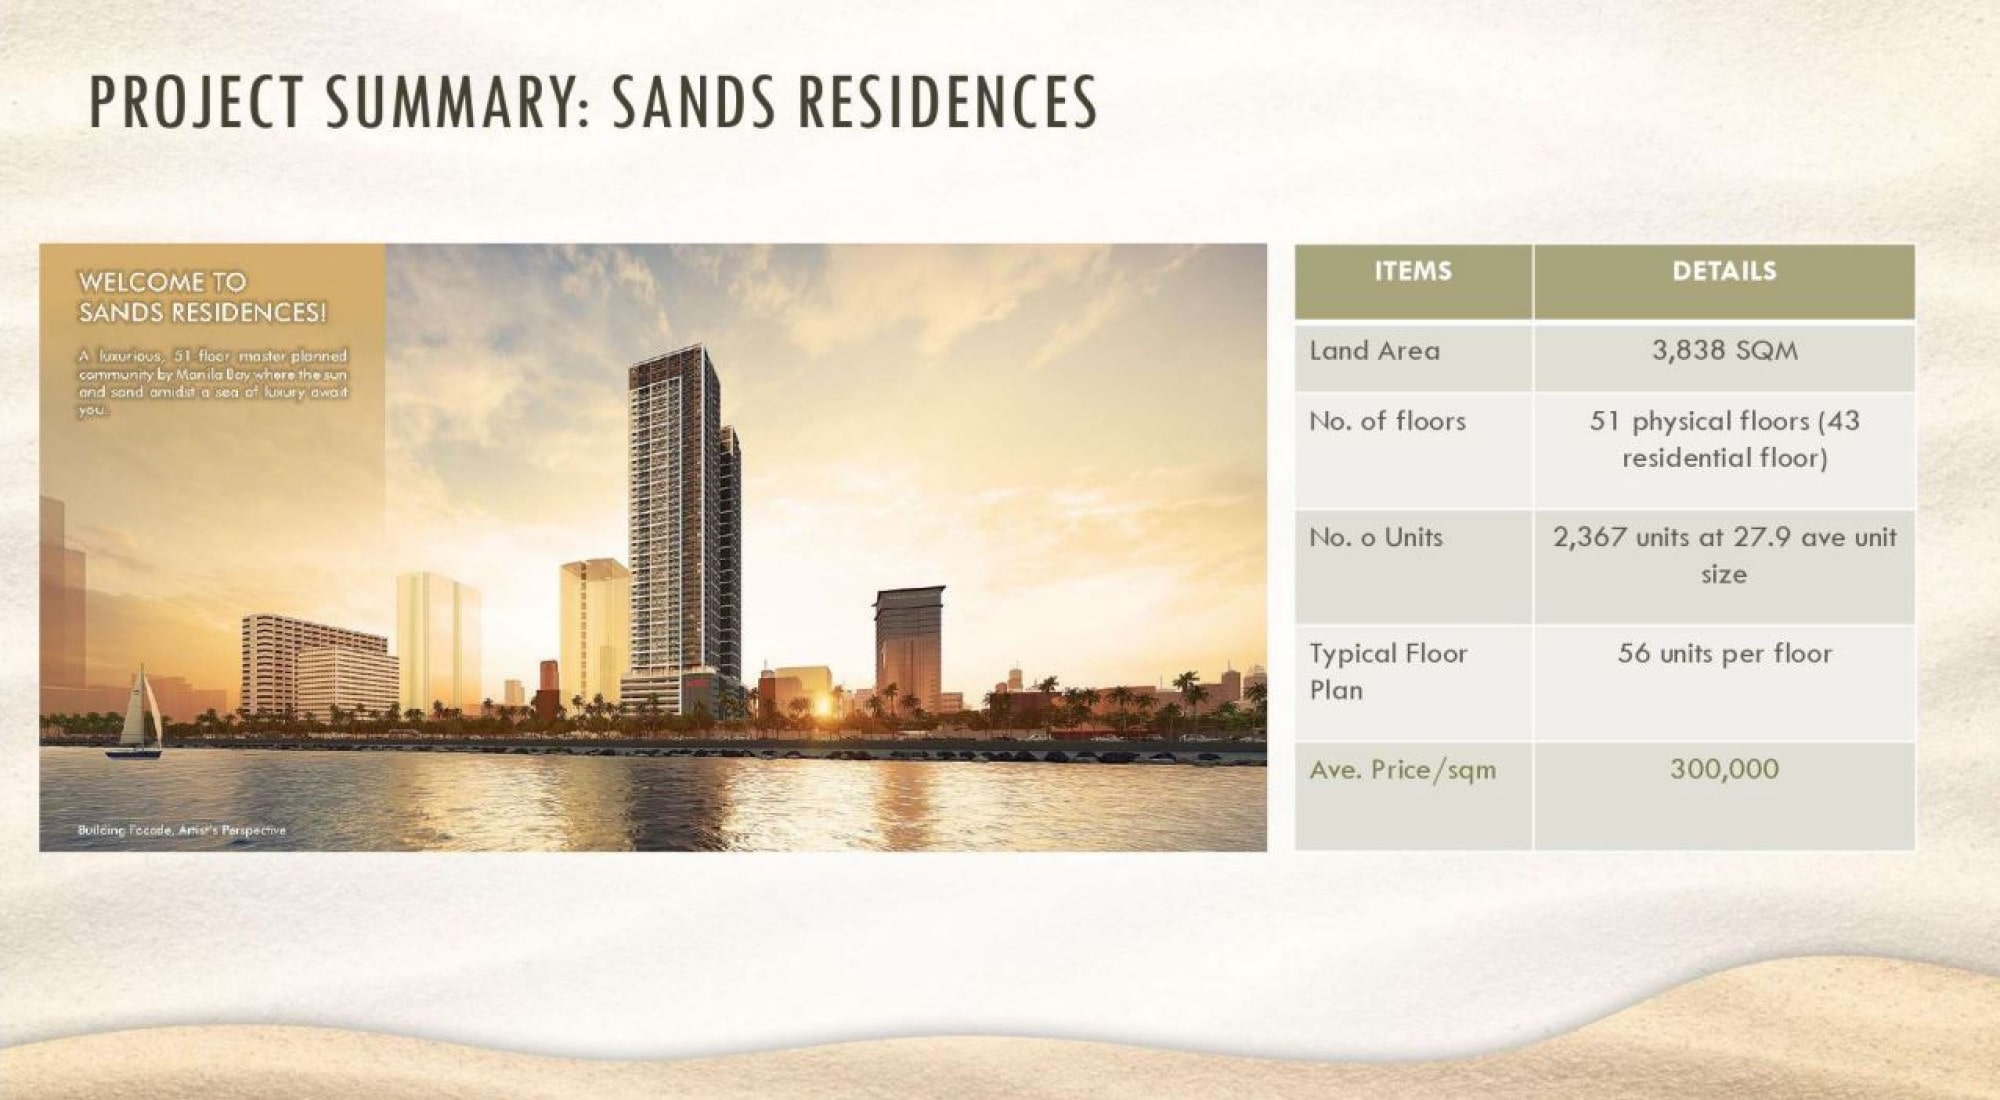 PROJECT SUMMARY: SANDS RESIDENCES
WELCOME TO
SANDS RESIDENCES!
A luxurious, 51 floor master planned
community by Manila Bay where the sun
and sand amidst a sea of luxury await
you.
Building Facade, Artist's Perspective
ITEMS DETAILS
Land Area 3,838 SQM
No. of floors 51 physical floors (43
residential floor)
No. o Units 2,367 units at 27.9 ave unit
size
Typical Floor 56 units per floor
Plan
Ave. Price/sqm 300,000